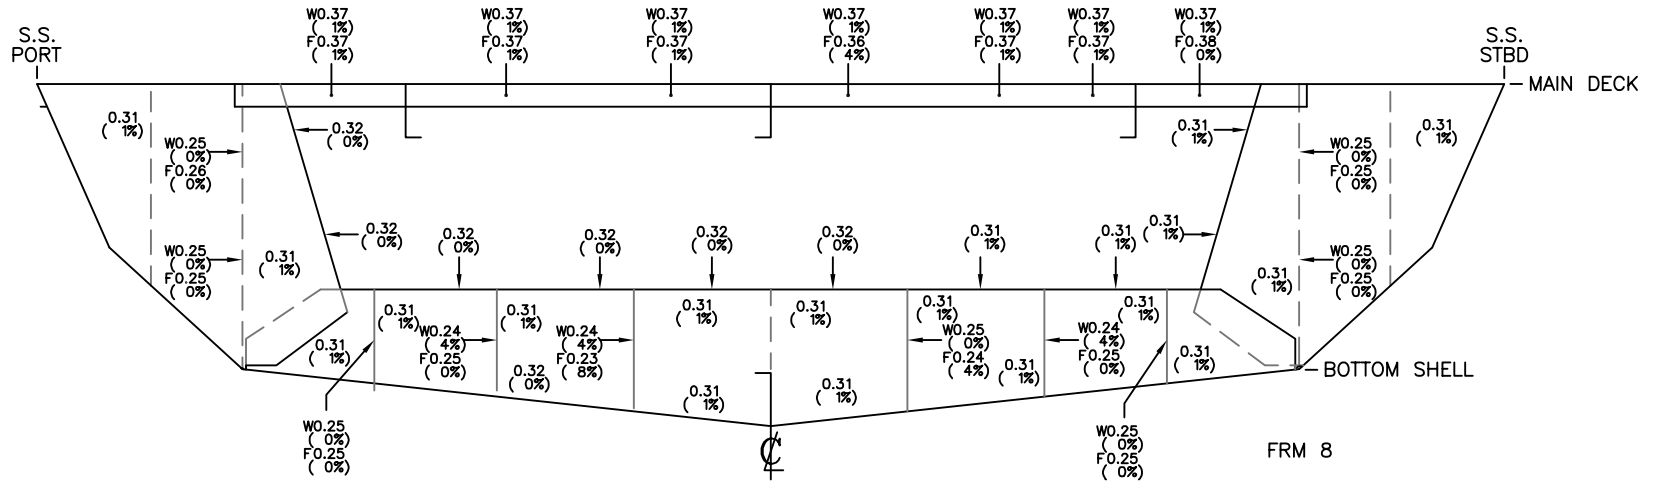 W0.37
( 1%)
F0.37
( 1%)
W0.37
( 1%)
F0.37
( 1%)
W0.37
( 1%)
F0.37
( 1%)
W0.37
( 1%)
F0.36
( 4%)
W0.37
( 1%)
F0.37
( 1%)
W0.37
( 1%)
F0.37
( 1%)
W0.37
( 1%)
F0.38
( 0%)
S.S.
PORT
S.S.
STBD
MAIN DECK
0.31
( 1%)
W0.25
( 0%)
F0.26
( 0%)
0.32
( 0%)
0.31
( 1%)
W0.25
( 0%)
F0.25
( 0%)
0.31
( 1%)
W0.25
( 0%)
F0.25
( 0%)
0.31
( 1%)
0.32
( 0%)
0.32
( 0%)
0.32
( 0%)
0.32
( 0%)
0.32
( 0%)
0.31
( 1%)
0.31
( 1%)
0.31
( 1%)
0.31
( 1%)
W0.25
( 0%)
F0.25
( 0%)
0.31
( 1%)
0.31
( 1%)
W0.24
( 4%)
F0.25
( 0%)
0.31
( 1%)
0.32
( 0%)
W0.24
( 4%)
F0.23
( 8%)
0.31
( 1%)
0.31
( 1%)
0.31
( 1%)
0.31
( 1%)
0.31
( 1%)
W0.25
( 0%)
F0.24
( 4%)
0.31
( 1%)
W0.24
( 4%)
F0.25
( 0%)
0.31
( 1%)
0.31
( 1%)
BOTTOM SHELL
W0.25
( 0%)
F0.25
( 0%)
W0.25
( 0%)
F0.25
( 0%)
℄
FRM 8